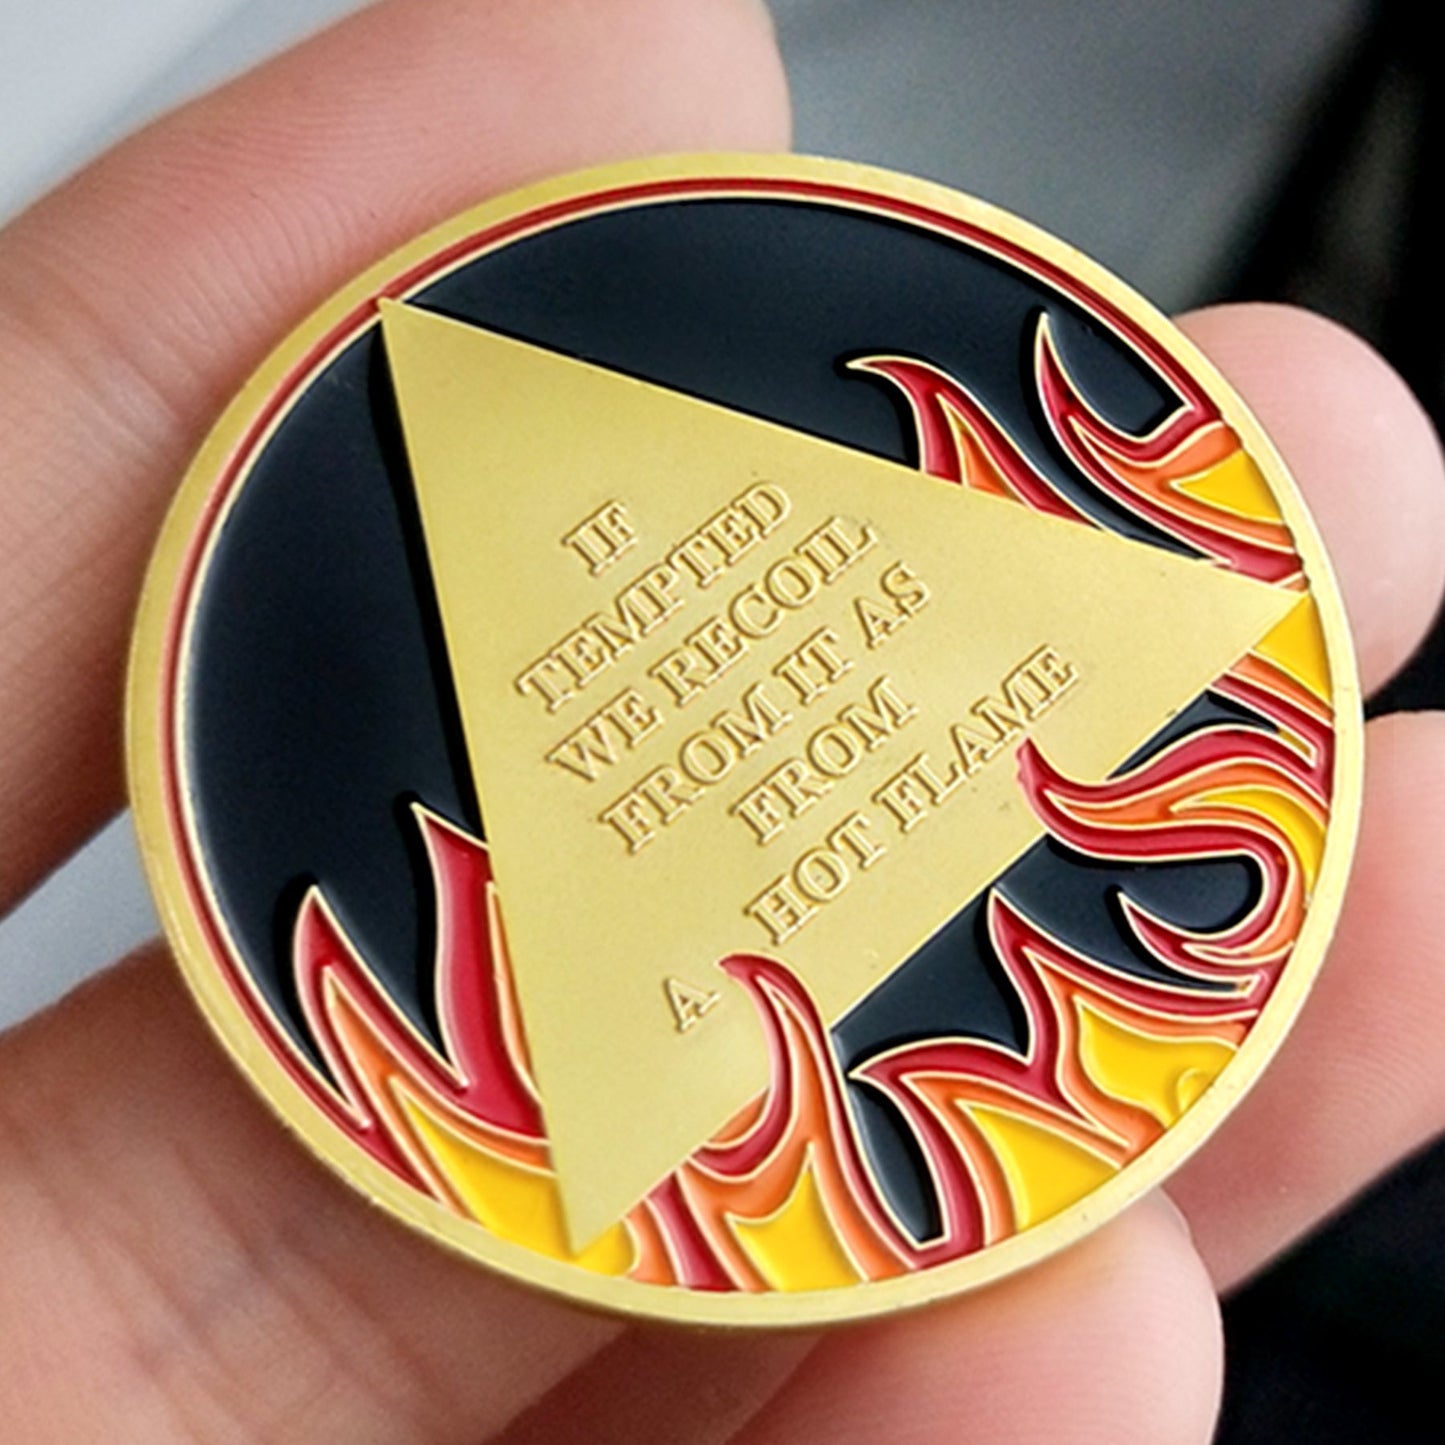 IF
TEMPTED
WE RECOIL
FROM IT AS
FROM
A HOT FLAME